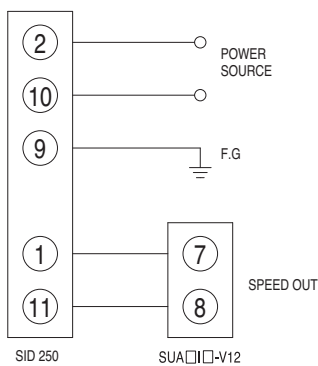 2
POWER
SOURCE
10
9
F.G
1
7
SPEED OUT
11
8
SID 250
SUA□I□-V12